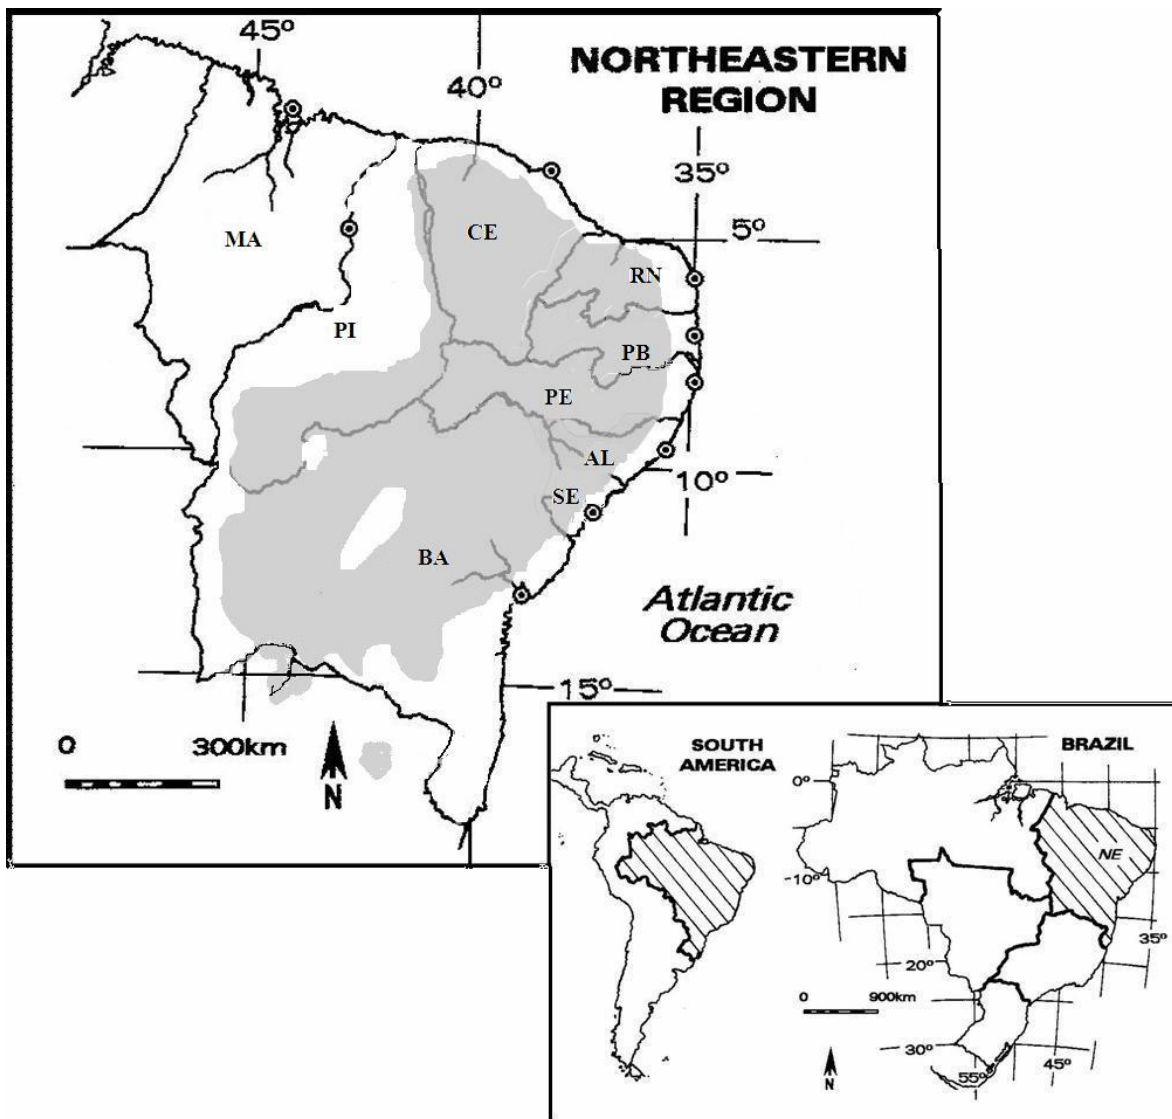 45º
NORTHEASTERN
REGION
40º
35º
MA
CE
5º
RN
PI
PB
PE
AL
10º
SE
BA
Atlantic
Ocean
15º
0 300km
N
SOUTH
AMERICA
BRAZIL
0º
NE
-10º
35º
20º
0 900km
30º
45º
55º
N